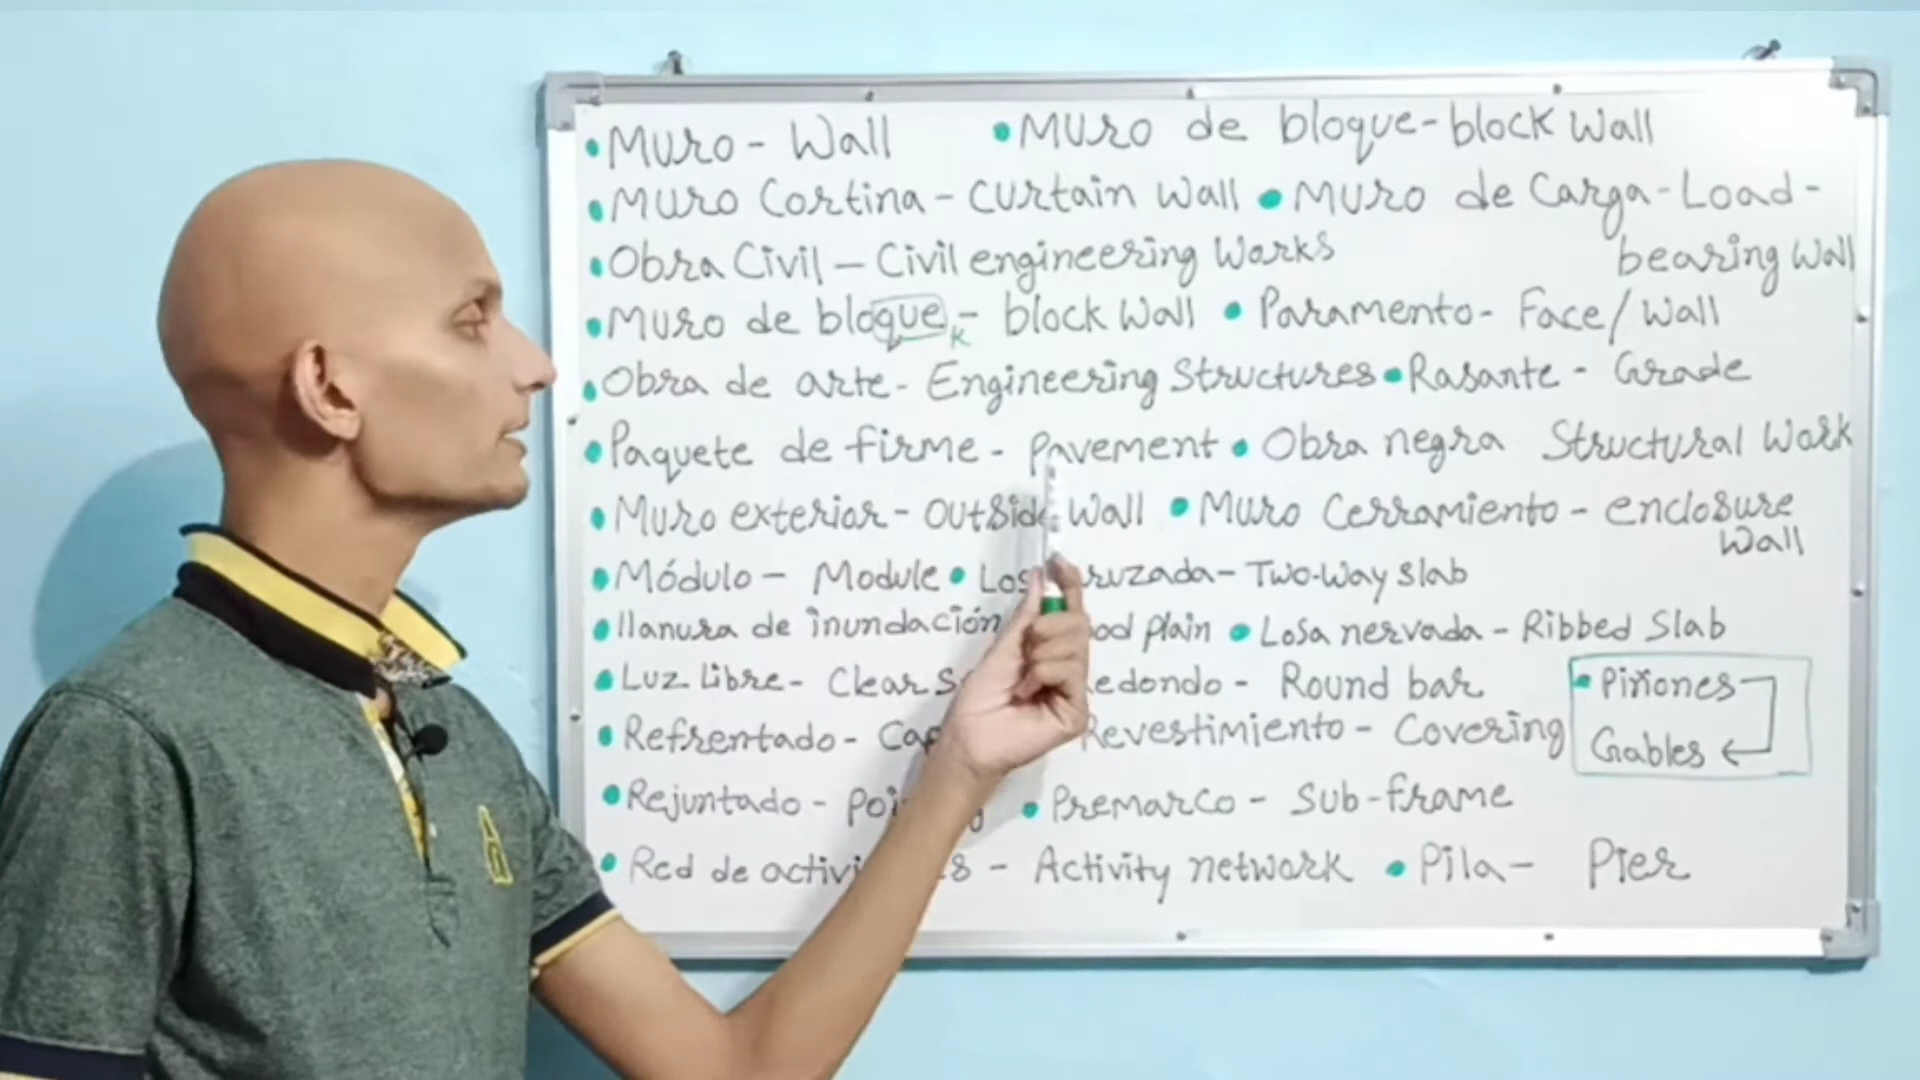 • Muro - Wall • Muro de bloque - block Wall
• Muro Cortina - Curtain Wall • Muro de Carga - Load -
bearing Wall
• Obra Civil - Civil engineering Works
• Muro de bloque - block Wall • Paramento - Face / Wall
k
• Obra de arte - Engineering Structures • Rasante - Grade
• Paquete de firme - Pavement • Obra negra Structural Work
• Muro exterior - outside Wall • Muro Cerramiento - enclosure
Wall
• Módulo - Module • - Two-Way Slab
• llanura de inundación plain • Losa nervada - Ribbed Slab
• Luz Libre - Clear - Round bar
• Piñones
• Refrentado - Revestimiento - Covering
Gables
• Rejuntado - • Premarco - Sub-frame
• Red de - Activity network • Pila - Pier